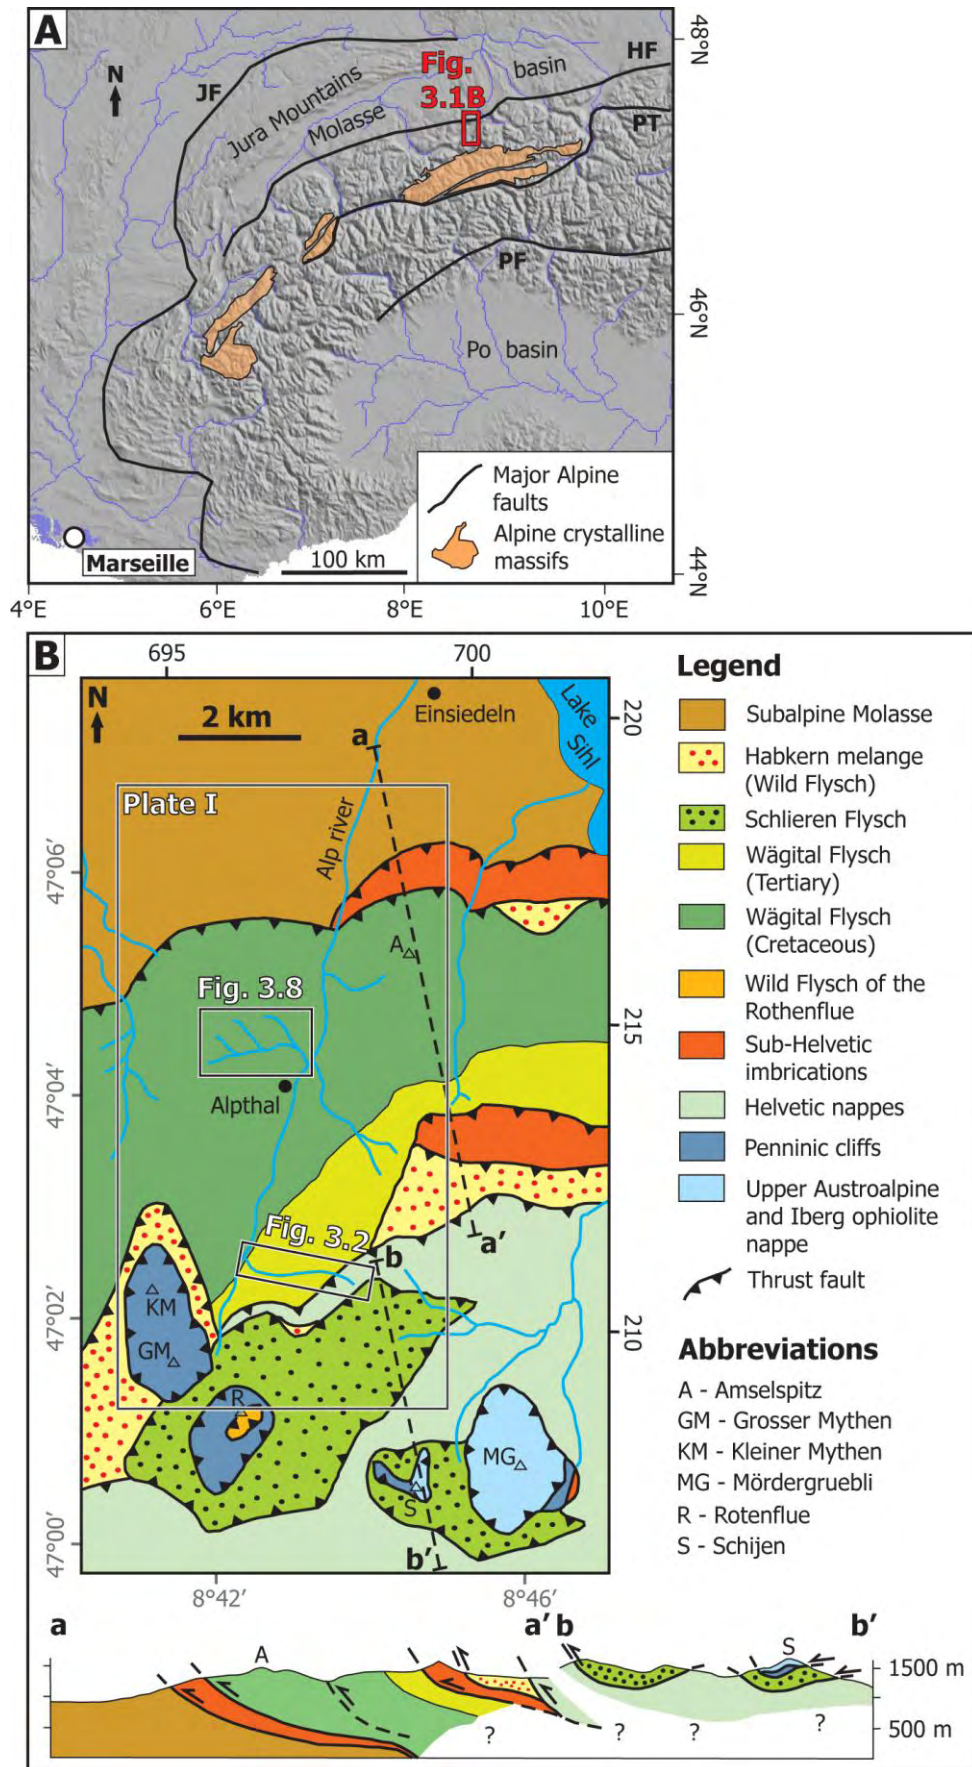 A
N
JF
Jura Mountains
Molasse
basin
Fig.
3.1B
HF
PT
PF
Po basin
48°N
46°N
44°N
Marseille
100 km
Major Alpine
faults
Alpine crystalline
massifs
4°E
6°E
8°E
10°E
B
695
700
N
2 km
Einsiedeln
Lake
Sihl
220
a
Plate I
Alp river
47°06'
A
Fig. 3.8
215
47°04'
Alpthal
Fig. 3.2
b
a'
KM
GM
47°02'
210
R
MG
S
47°00'
b'
8°42'
8°46'
Legend
Subalpine Molasse
Habkern melange
(Wild Flysch)
Schlieren Flysch
Wägital Flysch
(Tertiary)
Wägital Flysch
(Cretaceous)
Wild Flysch of the
Rothenflue
Sub-Helvetic
imbrications
Helvetic nappes
Penninic cliffs
Upper Austroalpine
and Iberg ophiolite
nappe
Thrust fault
Abbreviations
A - Amselspitz
GM - Grosser Mythen
KM - Kleiner Mythen
MG - Mördergruebli
R - Rotenflue
S - Schijen
a
a'
b
b'
A
S
1500 m
500 m
?
?
?
?